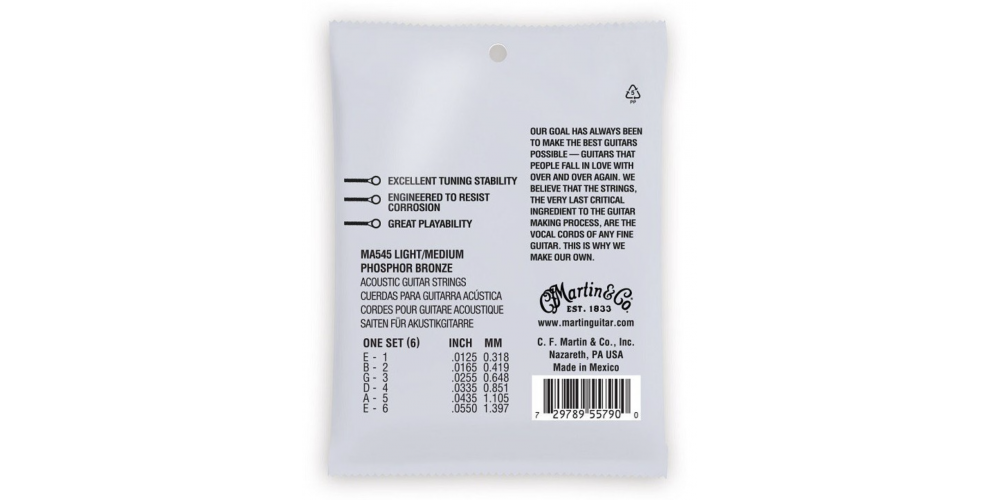 5
PP
OUR GOAL HAS ALWAYS BEEN
TO MAKE THE BEST GUITARS
POSSIBLE — GUITARS THAT
PEOPLE FALL IN LOVE WITH
OVER AND OVER AGAIN. WE
BELIEVE THAT THE STRINGS,
THE VERY LAST CRITICAL
INGREDIENT TO THE GUITAR
MAKING PROCESS, ARE THE
VOCAL CORDS OF ANY FINE
GUITAR. THIS IS WHY WE
MAKE OUR OWN.
EXCELLENT TUNING STABILITY
ENGINEERED TO RESIST
CORROSION
GREAT PLAYABILITY
MA545 LIGHT/MEDIUM
PHOSPHOR BRONZE
ACOUSTIC GUITAR STRINGS
CUERDAS PARA GUITARRA ACÚSTICA
CORDES POUR GUITARE ACOUSTIQUE
SAITEN FÜR AKUSTIKGITARRE
ONE SET (6) INCH MM
E - 1 .0125 0.318
B - 2 .0165 0.419
G - 3 .0255 0.648
D - 4 .0335 0.851
A - 5 .0435 1.105
E - 6 .0550 1.397
CF Martin & Co.
EST. 1833
www.martinguitar.com
C. F. Martin & Co., Inc.
Nazareth, PA USA
Made in Mexico
7 29789 55790 0